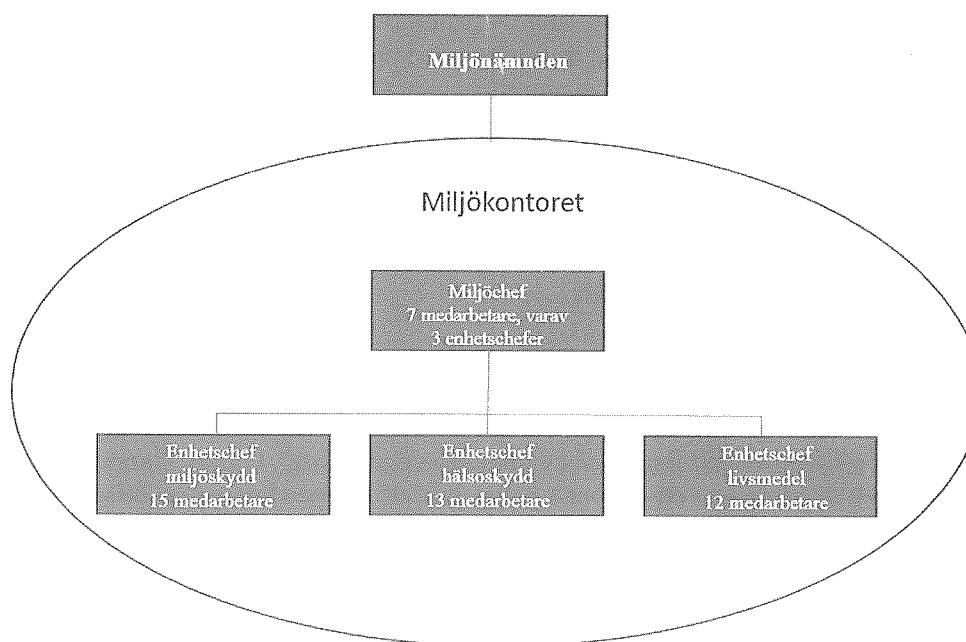 Miljönämnden
Miljökontoret
Miljöchef
7 medarbetare, varav
3 enhetschefer
Enhetschef
miljöskydd
15 medarbetare
Enhetschef
hälsoskydd
13 medarbetare
Enhetschef
livsmedel
12 medarbetare